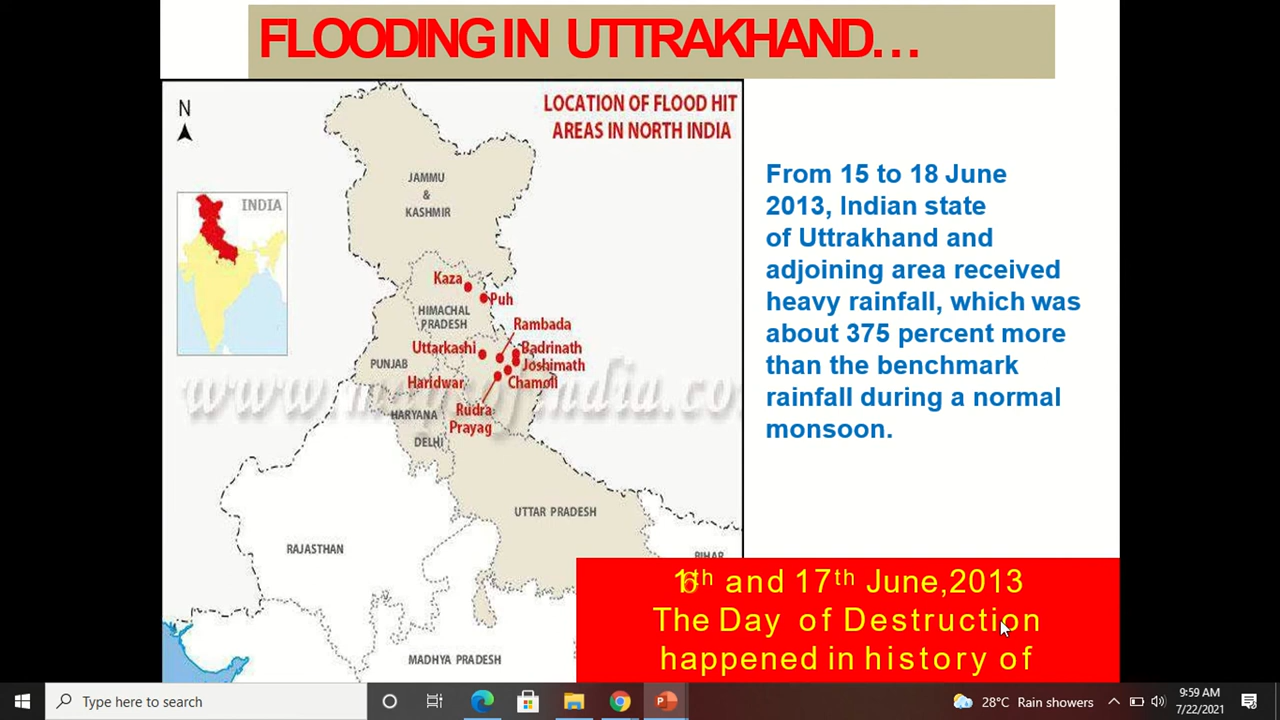 FLOODING IN UTTRAKHAND...
LOCATION OF FLOOD HIT
AREAS IN NORTH INDIA
N
INDIA
JAMMU
&
KASHMIR
Kaza
Puh
HIMACHAL
PRADESH
Rambada
Uttarkashi
Badrinath
Joshimath
PUNJAB
Haridwar
Chamoli
Rudra
Prayag
HARYANA
DELHI
UTTAR PRADESH
RAJASTHAN
BIHAR
MADHYA PRADESH
From 15 to 18 June
2013, Indian state
of Uttrakhand and
adjoining area received
heavy rainfall, which was
about 375 percent more
than the benchmark
rainfall during a normal
monsoon.
16th and 17th June,2013
The Day of Destruction
happened in history of
Type here to search
28°C Rain showers
9:59 AM
7/22/2021